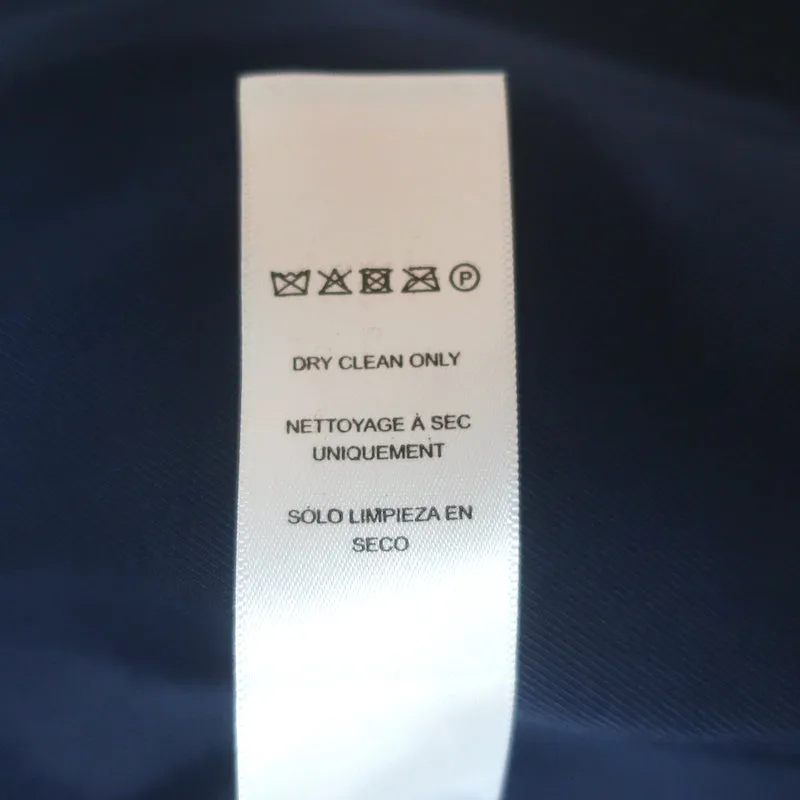 P
DRY CLEAN ONLY
NETTOYAGE À SEC
UNIQUEMENT
SÓLO LIMPIEZA EN
SECO